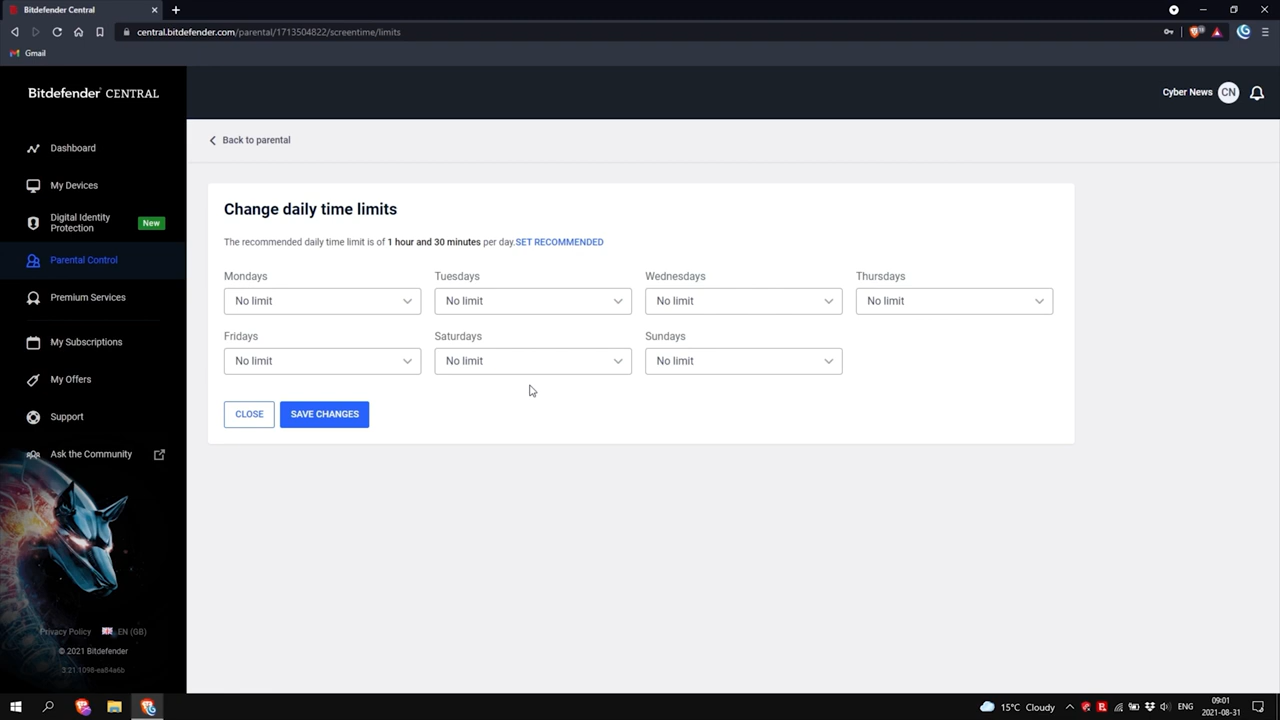 Bitdefender Central
central.bitdefender.com/parental/1713504822/screentime/limits
Gmail
Bitdefender® CENTRAL
Cyber News CN
Back to parental
Dashboard
My Devices
Digital Identity
Protection
New
Parental Control
Premium Services
My Subscriptions
My Offers
Support
Ask the Community
Change daily time limits
The recommended daily time limit is of 1 hour and 30 minutes per day.SET RECOMMENDED
Mondays Tuesdays Wednesdays Thursdays
No limit No limit No limit No limit
Fridays Saturdays Sundays
No limit No limit No limit
CLOSE SAVE CHANGES
Privacy Policy EN (GB)
© 2021 Bitdefender
3.21.1098-ea84a6b
15°C Cloudy
ENG
09:01
2021-08-31